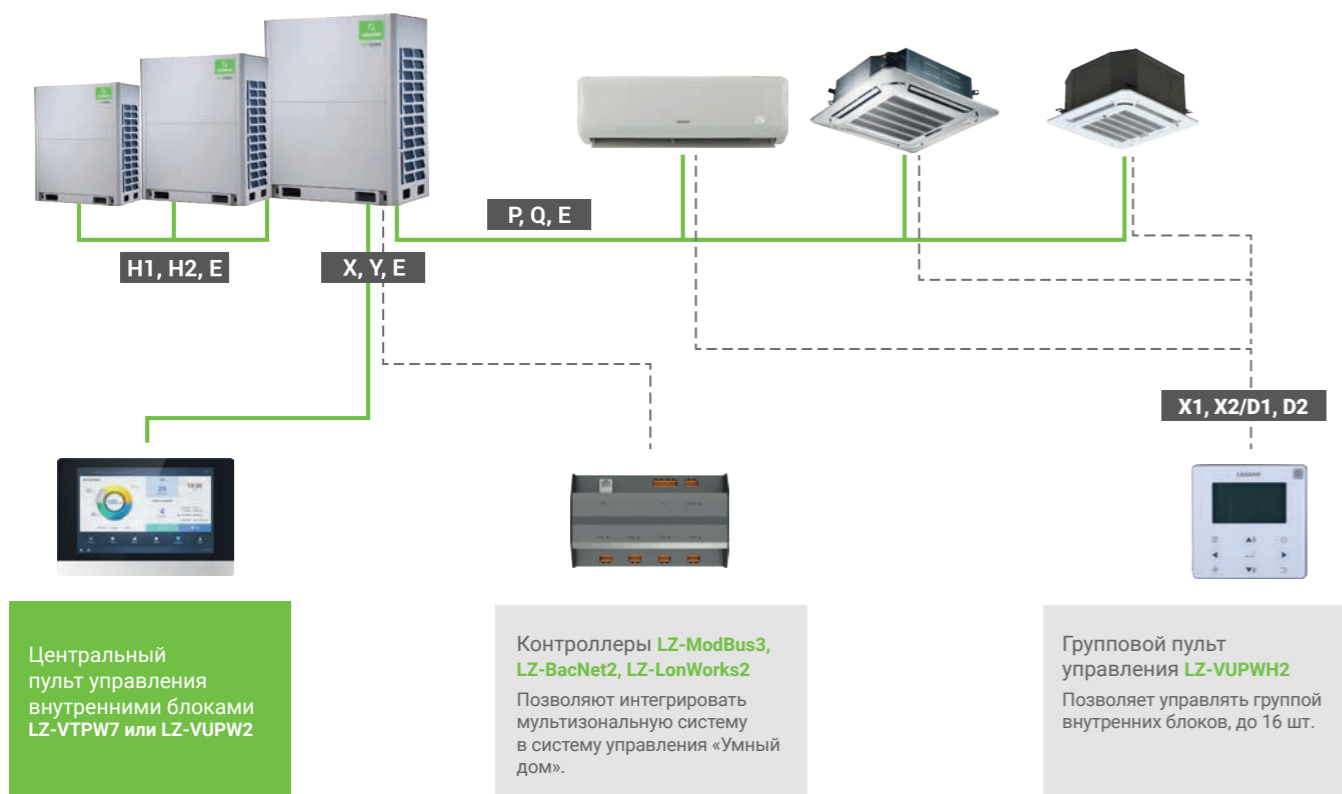 P, Q, E
H1, H2, E
X, Y, E
X1, X2/D1, D2
LESSAR
Центральный
пульт управления
внутренними блоками
LZ-VTPW7 или LZ-VUPW2
Контроллеры LZ-ModBus3,
LZ-BacNet2, LZ-LonWorks2
Позволяют интегрировать
мультизональную систему
в систему управления «Умный
дом».
Групповой пульт
управления LZ-VUPWH2
Позволяет управлять группой
внутренних блоков, до 16 шт.